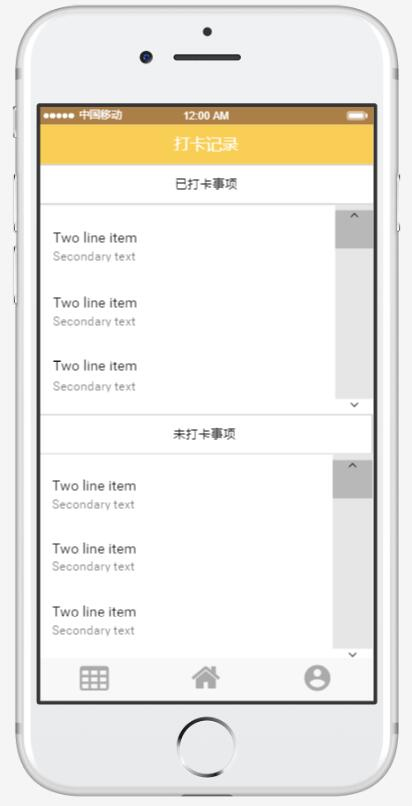 中国移动 12:00 AM
打卡记录
已打卡事项
Two line item
Secondary text
Two line item
Secondary text
Two line item
Secondary text
未打卡事项
Two line item
Secondary text
Two line item
Secondary text
Two line item
Secondary text